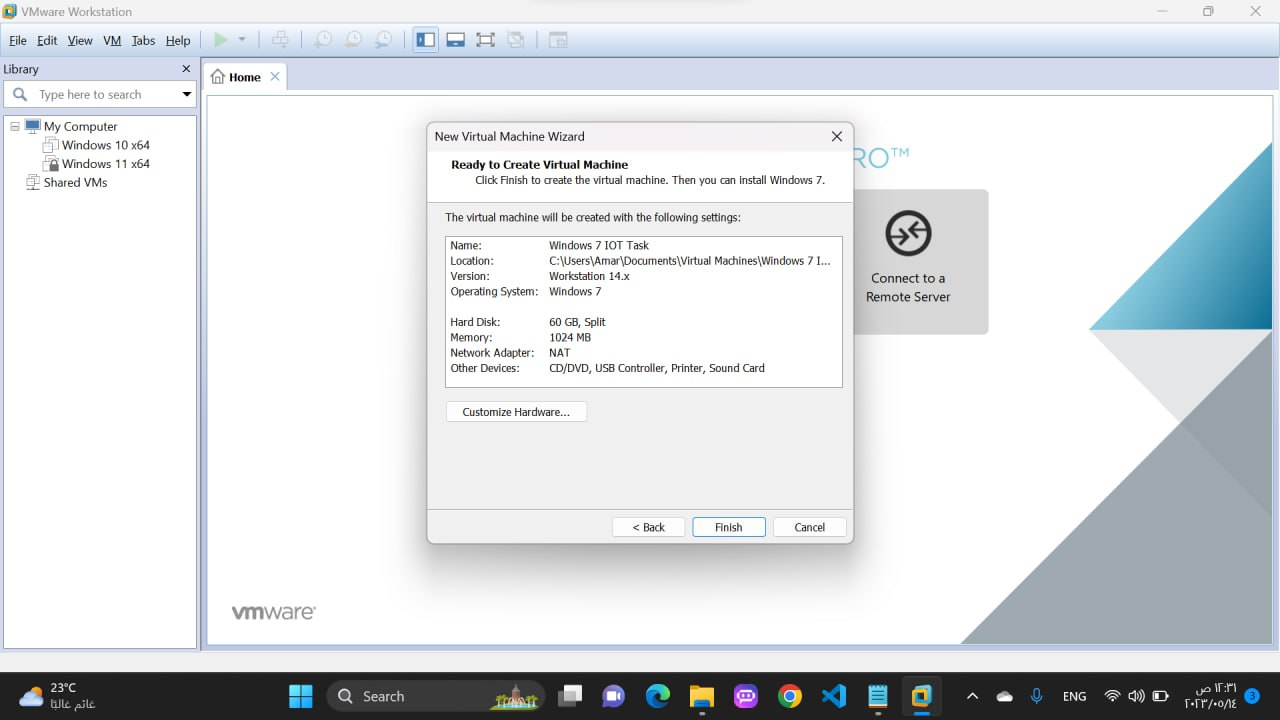 VMware Workstation
File Edit View VM Tabs Help
Library
Type here to search
My Computer
Windows 10 x64
Windows 11 x64
Shared VMs
Home
RO™
Connect to a
Remote Server
vmware®
New Virtual Machine Wizard
Ready to Create Virtual Machine
Click Finish to create the virtual machine. Then you can install Windows 7.
The virtual machine will be created with the following settings:
Name: Windows 7 IOT Task
Location: C:\Users\Amar\Documents\Virtual Machines\Windows 7 I...
Version: Workstation 14.x
Operating System: Windows 7
Hard Disk: 60 GB, Split
Memory: 1024 MB
Network Adapter: NAT
Other Devices: CD/DVD, USB Controller, Printer, Sound Card
Customize Hardware...
< Back Finish Cancel
23°C
غائم غالبًا
Search
ENG
١٢:٣١ ص
٢٠٢٣/٠٥/١٤
3